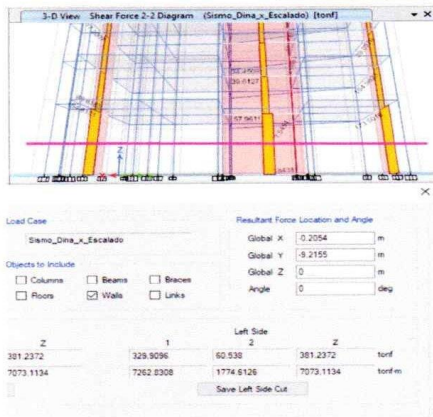 3-D View Shear Force 2-2 Diagram (Sismo_Dina_x_Escalado) [tonf]
Z
Load Case
Sismo_Dina_x_Escalado
Resultant Force Location and Angle
Global X -0.2054 m
Global Y -9.2155 m
Global Z 0 m
Angle 0 deg
Objects to Include
Columns Beams Braces
Floors Walls Links
Left Side
Z 1 2 Z
381.2372 329.9096 60.538 381.2372 tonf
7073.1134 7262.8308 1774.6126 7073.1134 tonf-m
Save Left Side Cut